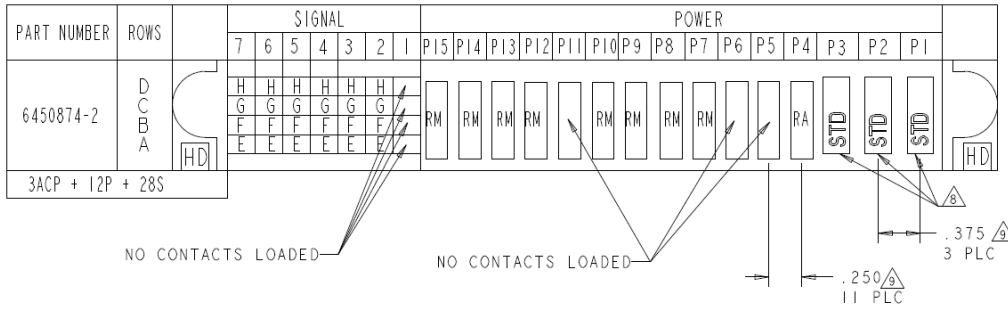 SIGNAL POWER
PART NUMBER ROWS 7 6 5 4 3 2 1 P15 P14 P13 P12 P11 P10 P9 P8 P7 P6 P5 P4 P3 P2 P1
D H H H H H H
6450874-2 C G G G G G G RM RM RM RM RM RM RM RM RA STD STD STD
B F F F F F F
A E E E E E E
HD HD
3ACP + 12P + 28S
8
NO CONTACTS LOADED NO CONTACTS LOADED
.375 9
3 PLC
.250 9
11 PLC